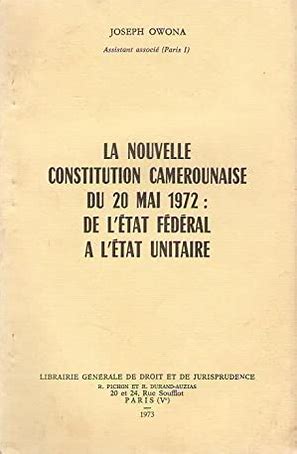 JOSEPH OWONA
Assistant associé (Paris I)
LA NOUVELLE
CONSTITUTION CAMEROUNAISE
DU 20 MAI 1972 :
DE L'ÉTAT FÉDÉRAL
A L'ÉTAT UNITAIRE
LIBRAIRIE GÉNÉRALE DE DROIT ET DE JURISPRUDENCE
R. PICHON ET R. DURAND-AUZIAS
20 et 24, Rue Soufflot
PARIS (Vᵉ)
1973